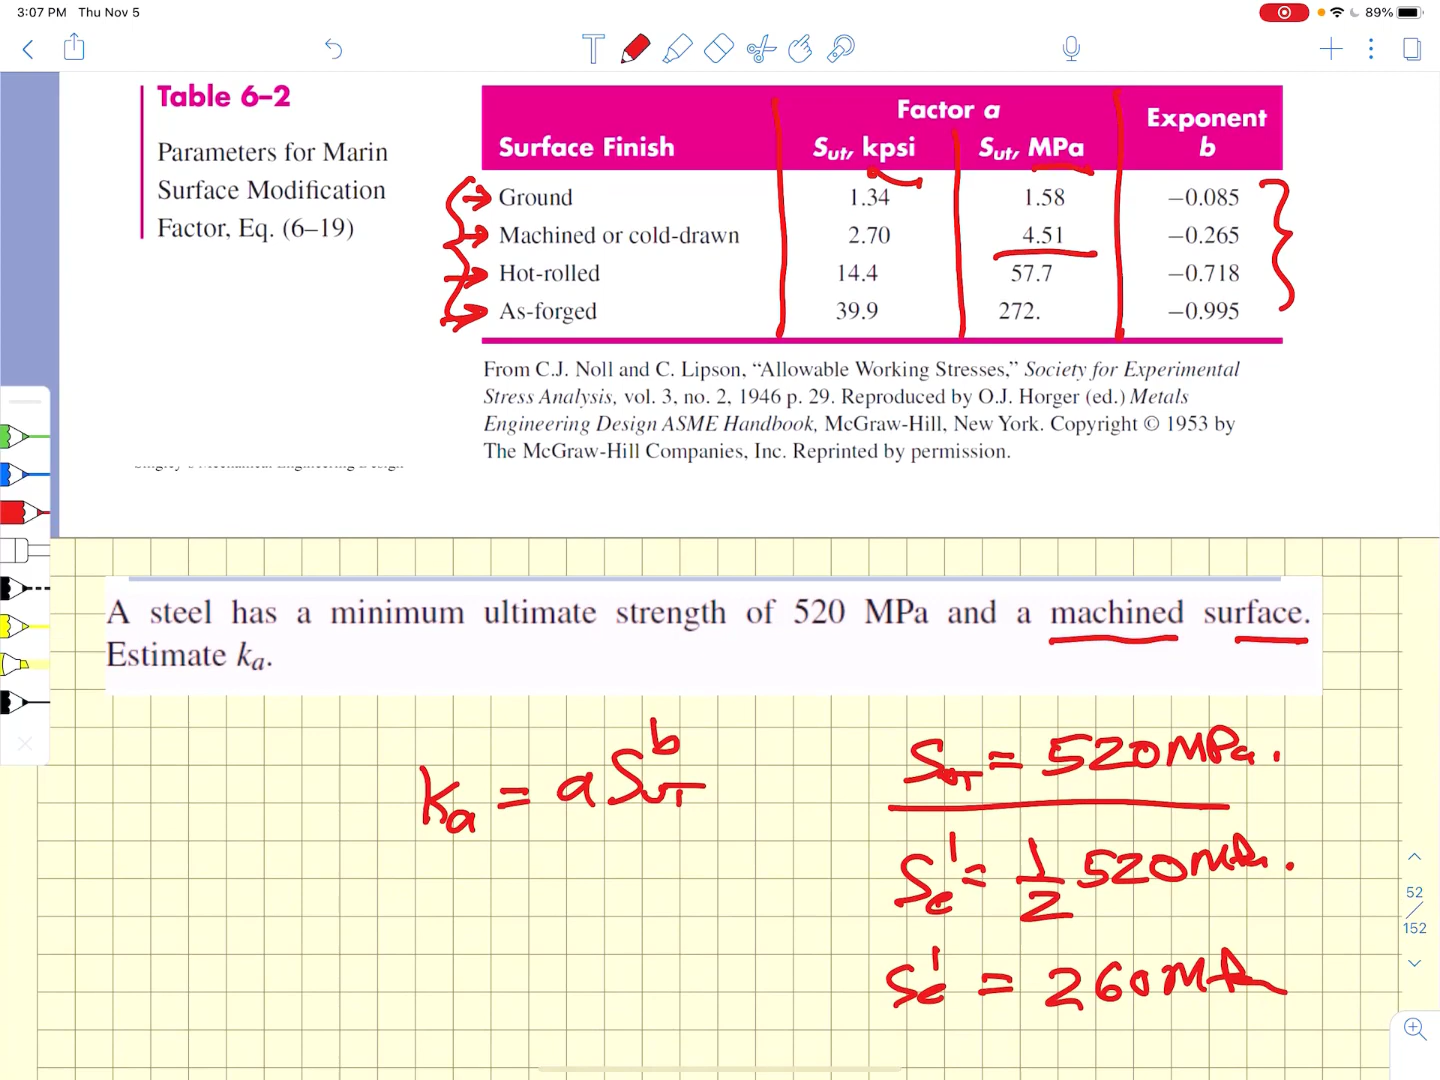 3:07 PM Thu Nov 5
89%
Table 6–2
Parameters for Marin
Surface Modification
Factor, Eq. (6–19)
Factor a
Exponent
Surface Finish Sut, kpsi Sut, MPa b
Ground 1.34 1.58 −0.085
Machined or cold-drawn 2.70 4.51 −0.265
Hot-rolled 14.4 57.7 −0.718
As-forged 39.9 272. −0.995
From C.J. Noll and C. Lipson, “Allowable Working Stresses,” Society for Experimental
Stress Analysis, vol. 3, no. 2, 1946 p. 29. Reproduced by O.J. Horger (ed.) Metals
Engineering Design ASME Handbook, McGraw-Hill, New York. Copyright © 1953 by
The McGraw-Hill Companies, Inc. Reprinted by permission.
A steel has a minimum ultimate strength of 520 MPa and a machined surface.
Estimate ka.
ka = a SUT^b
SUT = 520 MPa.
Se' = 1/2 520 MPa.
Se' = 260 MPa
52
/
152